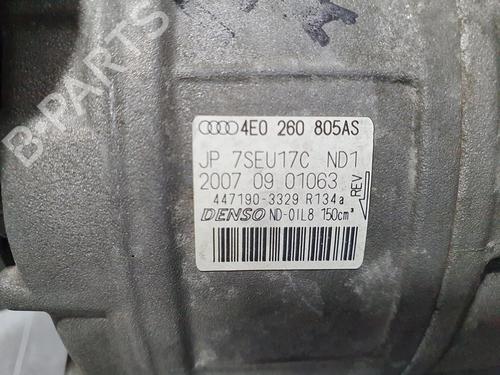 B-PARTS
4E0 260 805AS
JP 7SEU17C ND1
2007 09 01063 REV
447190-3329 R134a
DENSO ND-OIL8 150cm³